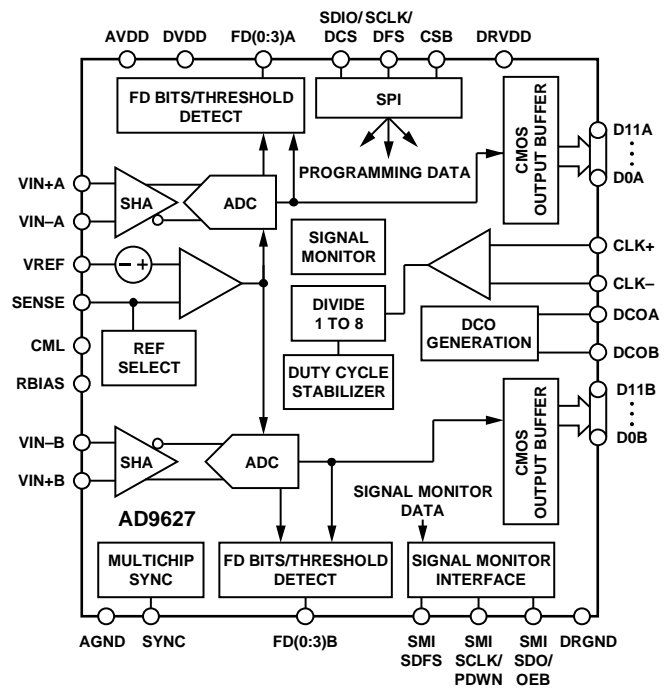 SDIO/ SCLK/
AVDD DVDD FD(0:3)A DCS DFS CSB DRVDD
FD BITS/THRESHOLD
DETECT
SPI
PROGRAMMING DATA
CMOS
OUTPUT BUFFER
D11A
D0A
VIN+A
SHA
ADC
VIN–A
VREF
– +
SIGNAL
MONITOR
CLK+
SENSE
CLK–
DIVIDE
1 TO 8
REF
SELECT
DCO
GENERATION
DCOA
CML
DCOB
DUTY CYCLE
STABILIZER
RBIAS
CMOS
OUTPUT BUFFER
D11B
D0B
VIN–B
SHA
ADC
VIN+B
SIGNAL MONITOR
DATA
AD9627
MULTICHIP
SYNC
FD BITS/THRESHOLD
DETECT
SIGNAL MONITOR
INTERFACE
AGND SYNC FD(0:3)B SMI SMI SMI DRGND
SDFS SCLK/ SDO/
PDWN OEB